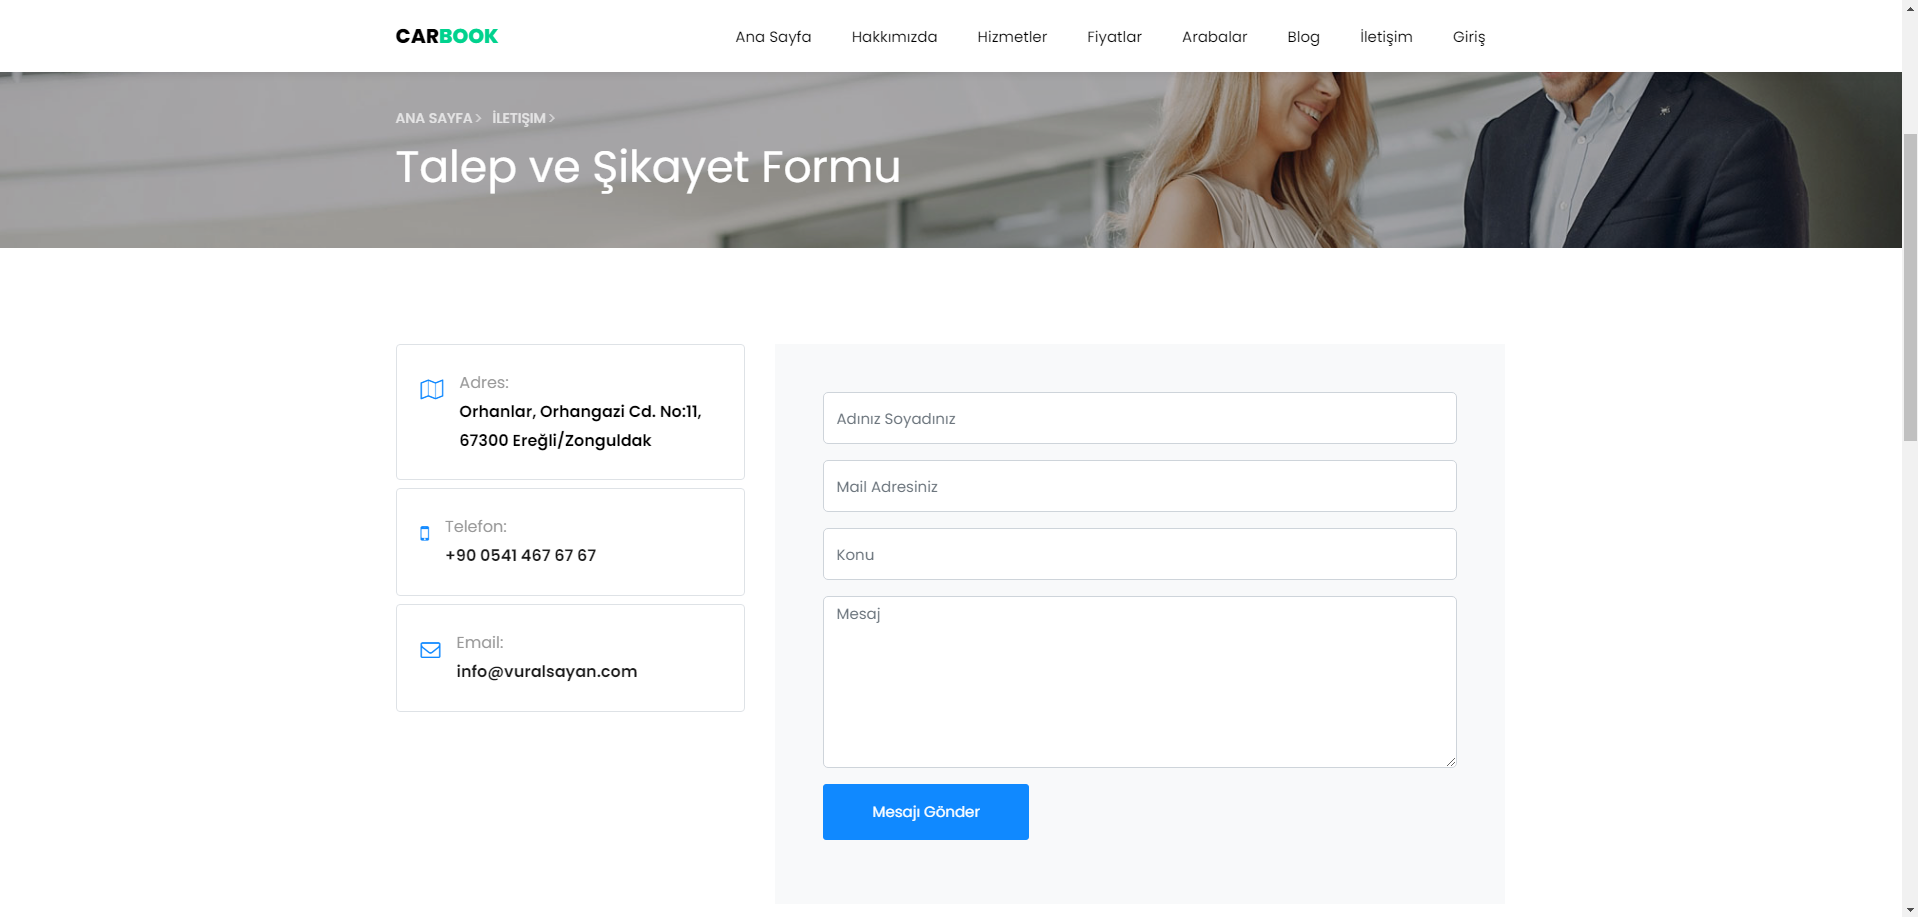 CARBOOK
Ana Sayfa Hakkımızda Hizmetler Fiyatlar Arabalar Blog İletişim Giriş
ANA SAYFA > İLETIŞIM >
Talep ve Şikayet Formu
Adres:
Orhanlar, Orhangazi Cd. No:11,
67300 Ereğli/Zonguldak
Telefon:
+90 0541 467 67 67
Email:
info@vuralsayan.com
Adınız Soyadınız
Mail Adresiniz
Konu
Mesaj
Mesajı Gönder